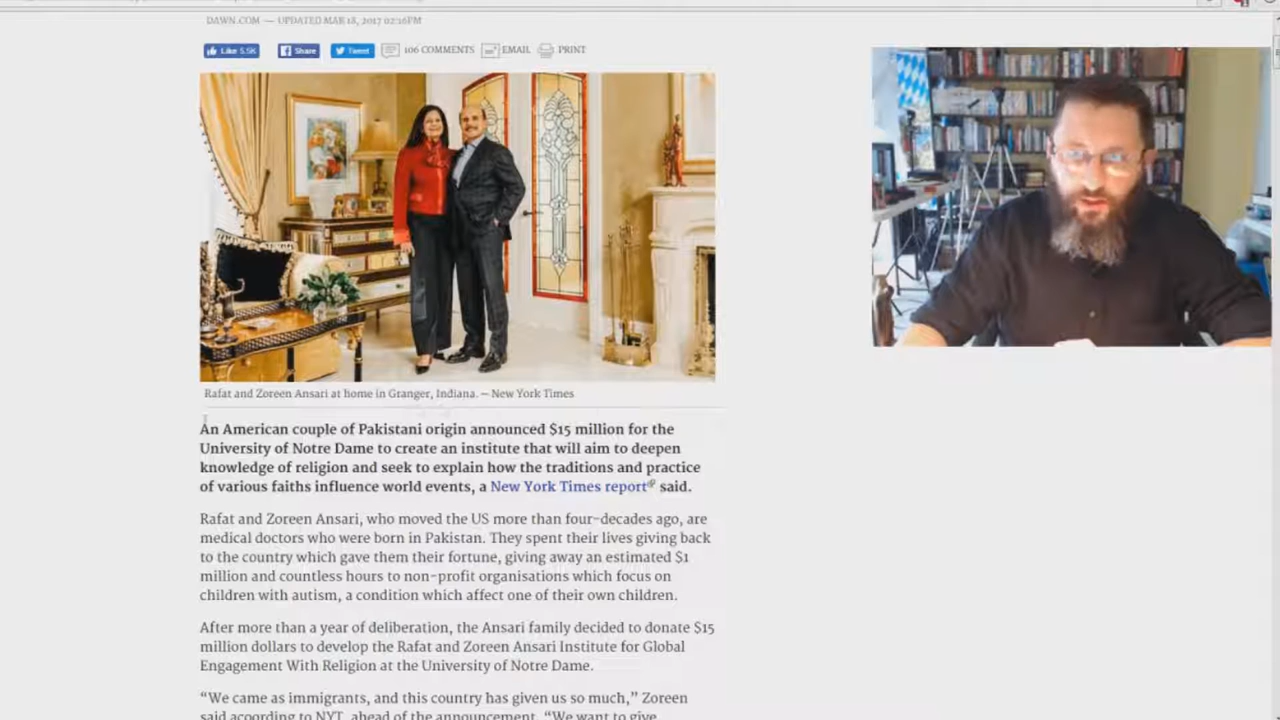 DAWN.COM — UPDATED MAR 18, 2017 02:16PM
Like 5.5K Share Tweet 106 COMMENTS EMAIL PRINT
Rafat and Zoreen Ansari at home in Granger, Indiana. — New York Times
An American couple of Pakistani origin announced $15 million for the
University of Notre Dame to create an institute that will aim to deepen
knowledge of religion and seek to explain how the traditions and practice
of various faiths influence world events, a New York Times report said.
Rafat and Zoreen Ansari, who moved the US more than four-decades ago, are
medical doctors who were born in Pakistan. They spent their lives giving back
to the country which gave them their fortune, giving away an estimated $1
million and countless hours to non-profit organisations which focus on
children with autism, a condition which affect one of their own children.
After more than a year of deliberation, the Ansari family decided to donate $15
million dollars to develop the Rafat and Zoreen Ansari Institute for Global
Engagement With Religion at the University of Notre Dame.
“We came as immigrants, and this country has given us so much,” Zoreen
said according to NYT, ahead of the announcement. “We want to give